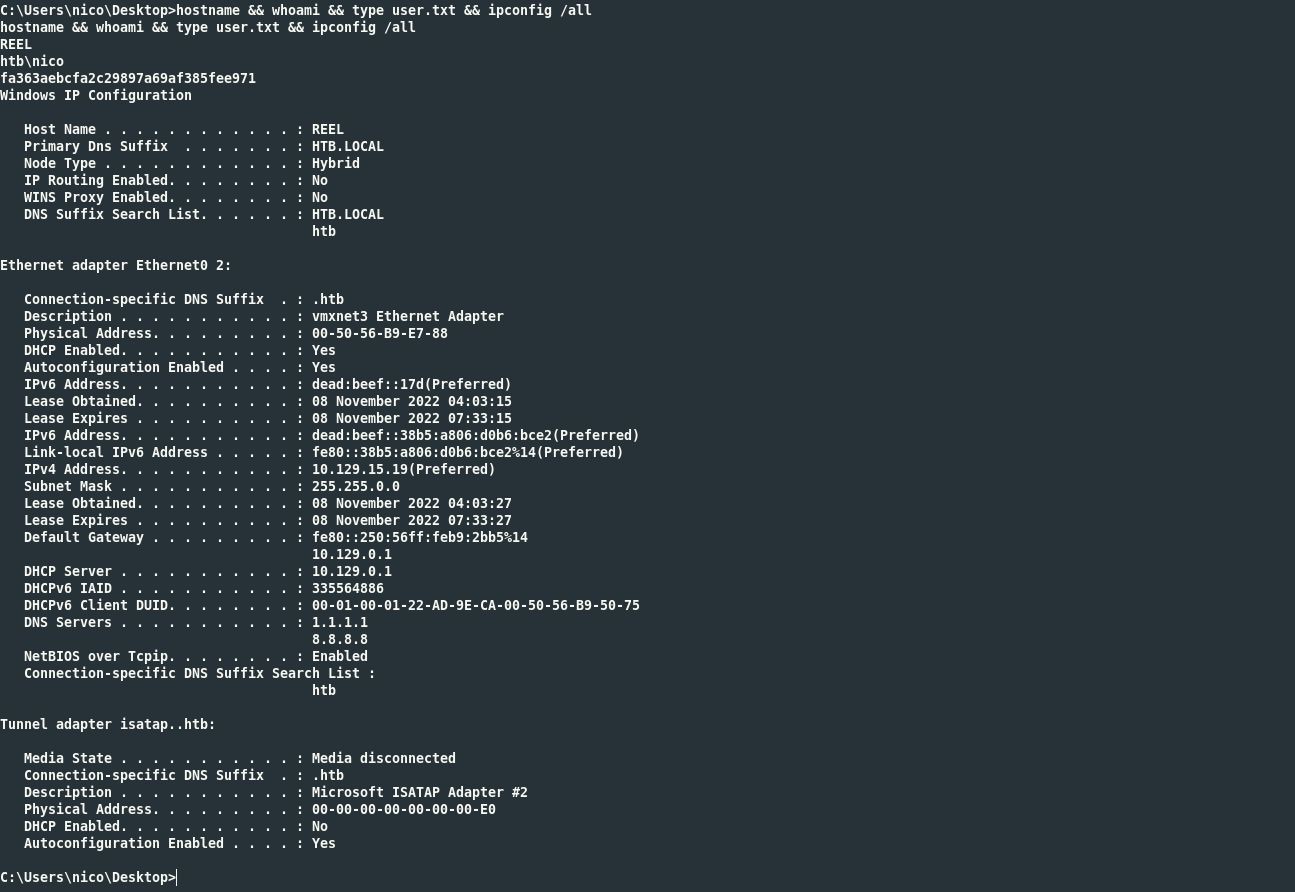 C:\Users\nico\Desktop>hostname && whoami && type user.txt && ipconfig /all
hostname && whoami && type user.txt && ipconfig /all
REEL
htb\nico
fa363aebcfa2c29897a69af385fee971
Windows IP Configuration
   Host Name . . . . . . . . . . . . : REEL
   Primary Dns Suffix  . . . . . . . : HTB.LOCAL
   Node Type . . . . . . . . . . . . : Hybrid
   IP Routing Enabled. . . . . . . . : No
   WINS Proxy Enabled. . . . . . . . : No
   DNS Suffix Search List. . . . . . : HTB.LOCAL
                                       htb
Ethernet adapter Ethernet0 2:
   Connection-specific DNS Suffix  . : .htb
   Description . . . . . . . . . . . : vmxnet3 Ethernet Adapter
   Physical Address. . . . . . . . . : 00-50-56-B9-E7-88
   DHCP Enabled. . . . . . . . . . . : Yes
   Autoconfiguration Enabled . . . . : Yes
   IPv6 Address. . . . . . . . . . . : dead:beef::17d(Preferred)
   Lease Obtained. . . . . . . . . . : 08 November 2022 04:03:15
   Lease Expires . . . . . . . . . . : 08 November 2022 07:33:15
   IPv6 Address. . . . . . . . . . . : dead:beef::38b5:a806:d0b6:bce2(Preferred)
   Link-local IPv6 Address . . . . . : fe80::38b5:a806:d0b6:bce2%14(Preferred)
   IPv4 Address. . . . . . . . . . . : 10.129.15.19(Preferred)
   Subnet Mask . . . . . . . . . . . : 255.255.0.0
   Lease Obtained. . . . . . . . . . : 08 November 2022 04:03:27
   Lease Expires . . . . . . . . . . : 08 November 2022 07:33:27
   Default Gateway . . . . . . . . . : fe80::250:56ff:feb9:2bb5%14
                                       10.129.0.1
   DHCP Server . . . . . . . . . . . : 10.129.0.1
   DHCPv6 IAID . . . . . . . . . . . : 335564886
   DHCPv6 Client DUID. . . . . . . . : 00-01-00-01-22-AD-9E-CA-00-50-56-B9-50-75
   DNS Servers . . . . . . . . . . . : 1.1.1.1
                                       8.8.8.8
   NetBIOS over Tcpip. . . . . . . . : Enabled
   Connection-specific DNS Suffix Search List :
                                       htb
Tunnel adapter isatap..htb:
   Media State . . . . . . . . . . . : Media disconnected
   Connection-specific DNS Suffix  . : .htb
   Description . . . . . . . . . . . : Microsoft ISATAP Adapter #2
   Physical Address. . . . . . . . . : 00-00-00-00-00-00-00-E0
   DHCP Enabled. . . . . . . . . . . : No
   Autoconfiguration Enabled . . . . : Yes
C:\Users\nico\Desktop>